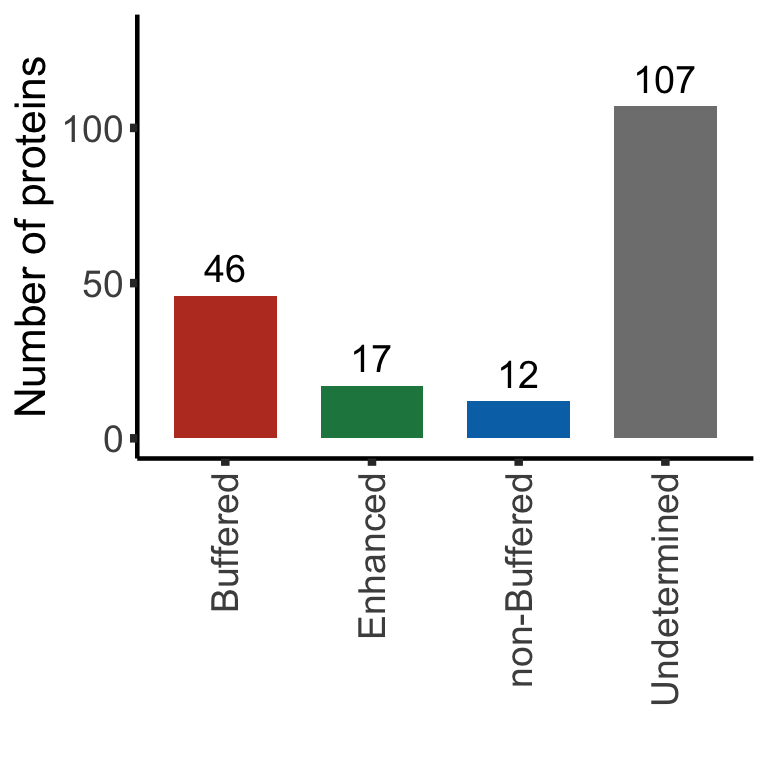 Number of proteins
100
50
0
46
17
12
107
Buffered
Enhanced
non-Buffered
Undetermined